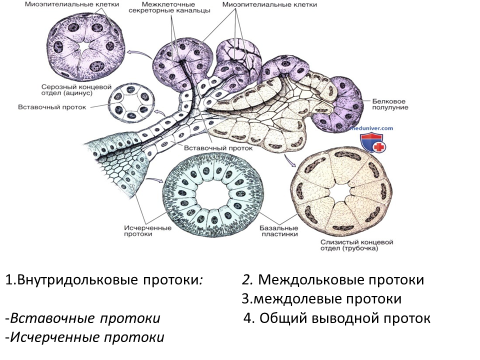 Миоэпителиальные клетки
Межклеточные
секреторные канальцы
Миоэпителиальные клетки
Серозный концевой
отдел (ацинус)
Вставочный проток
Белковое
полулуние
meduniver.com
Вставочный проток
Исчерченные
протоки
Базальные
пластинки
Слизистый концевой
отдел (трубочка)
1.Внутридольковые протоки:
2. Междольковые протоки
3.междолевые протоки
-Вставочные протоки
4. Общий выводной проток
-Исчерченные протоки